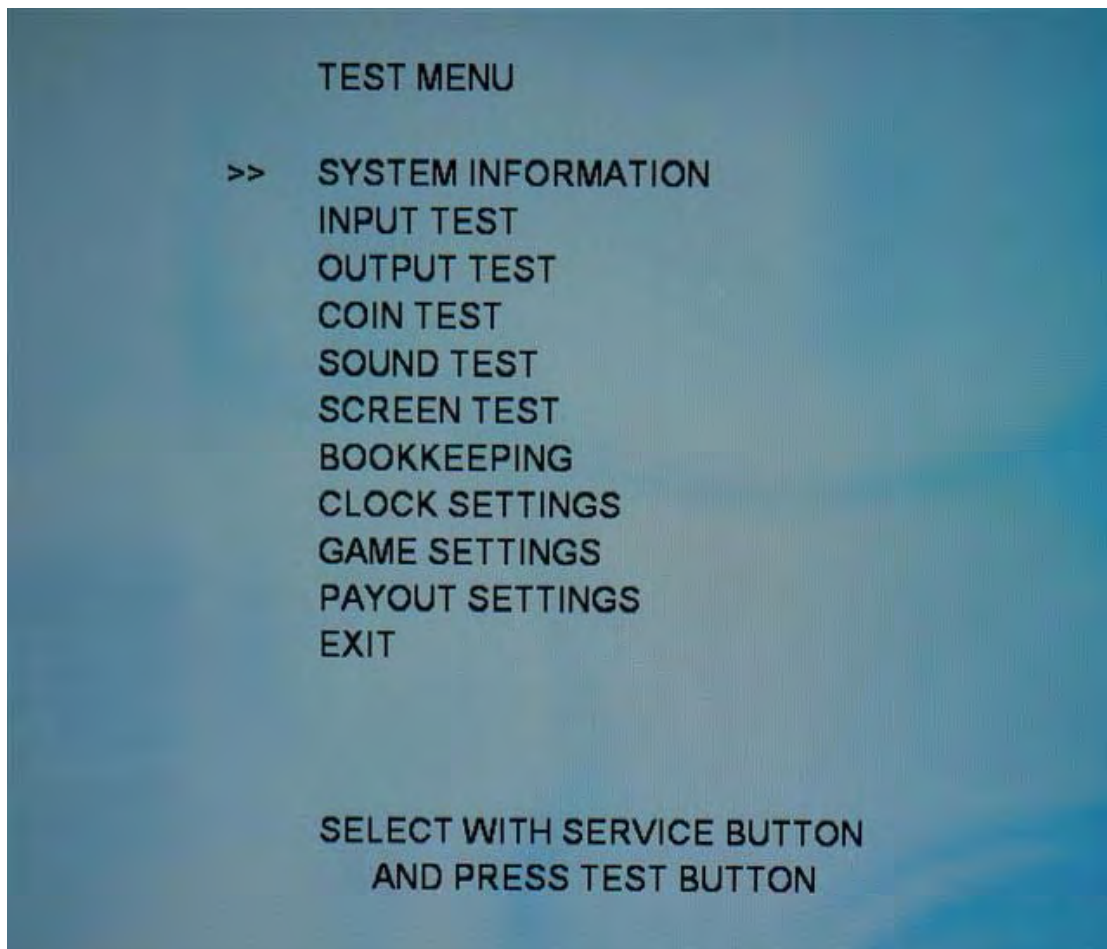 TEST MENU
>> SYSTEM INFORMATION
INPUT TEST
OUTPUT TEST
COIN TEST
SOUND TEST
SCREEN TEST
BOOKKEEPING
CLOCK SETTINGS
GAME SETTINGS
PAYOUT SETTINGS
EXIT
SELECT WITH SERVICE BUTTON
AND PRESS TEST BUTTON